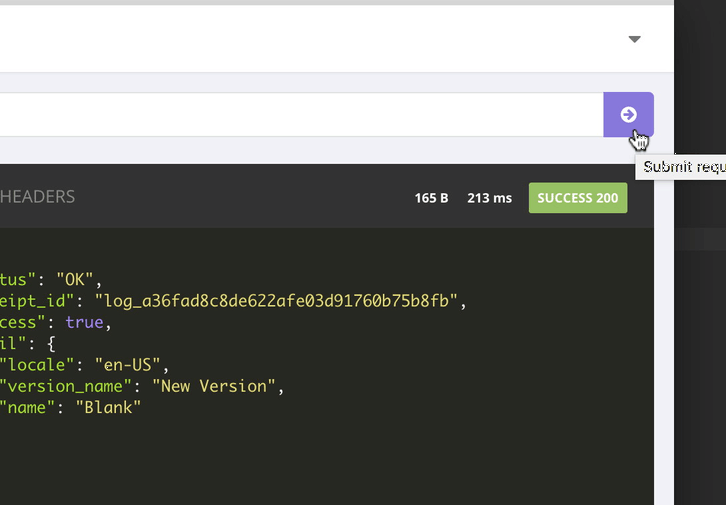 HEADERS 165 B 213 ms SUCCESS 200
Submit requ
tus": "OK",
eipt_id": "log_a36fad8c8de622afe03d91760b75b8fb",
cess": true,
il": {
"locale": "en-US",
"version_name": "New Version",
"name": "Blank"